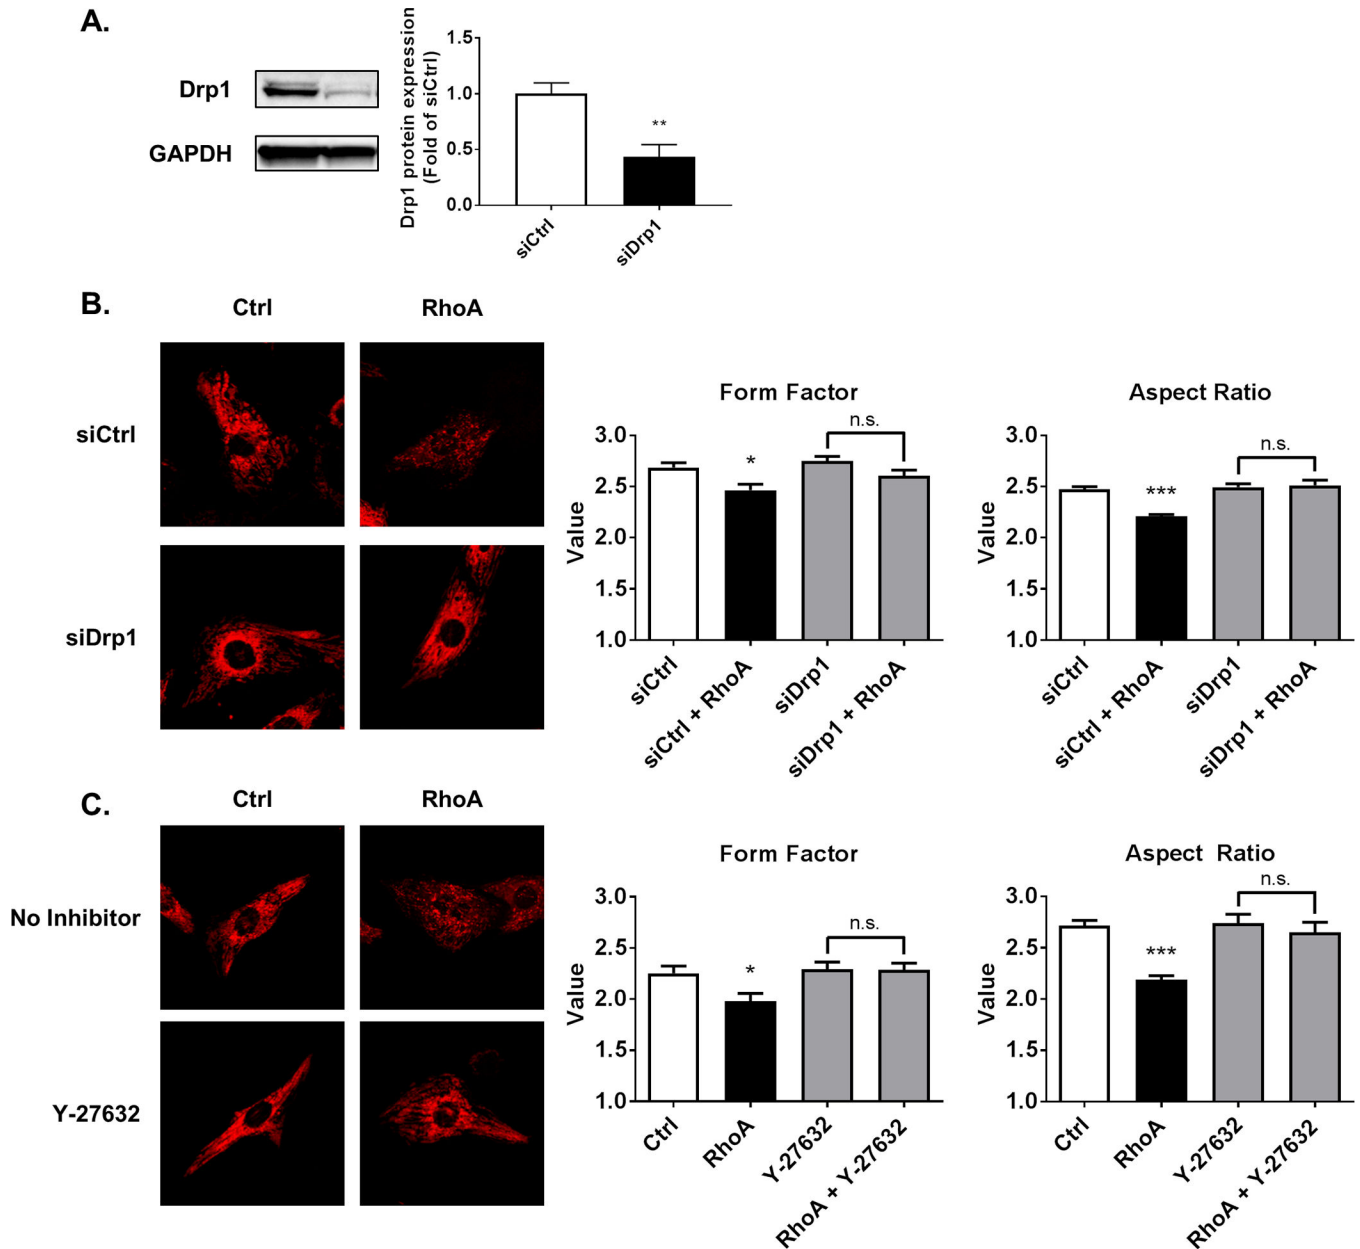 A.
Drp1
GAPDH
Drp1 protein expression
(Fold of siCtrl)
1.5
1.0
0.5
0.0
**
siCtrl
siDrp1
B.
Ctrl
RhoA
siCtrl
siDrp1
Form Factor
Value
3.0
2.5
2.0
1.5
1.0
*
n.s.
siCtrl
siCtrl + RhoA
siDrp1
siDrp1 + RhoA
Aspect Ratio
Value
3.0
2.5
2.0
1.5
1.0
***
n.s.
siCtrl
siCtrl + RhoA
siDrp1
siDrp1 + RhoA
C.
Ctrl
RhoA
No Inhibitor
Y-27632
Form Factor
Value
3.0
2.5
2.0
1.5
1.0
*
n.s.
Ctrl
RhoA
Y-27632
RhoA + Y-27632
Aspect Ratio
Value
3.0
2.5
2.0
1.5
1.0
***
n.s.
Ctrl
RhoA
Y-27632
RhoA + Y-27632